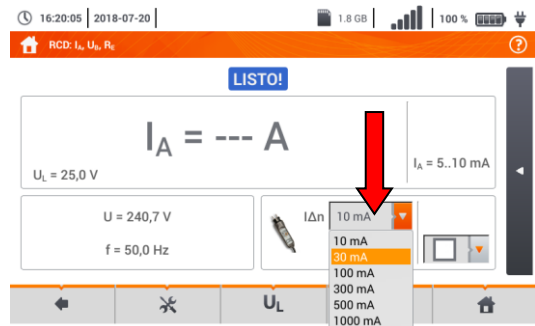 16:20:05 2018-07-20 1.8 GB 100 %
RCD: IA, UB, RE
?
LISTO!
IA = --- A
IA = 5..10 mA
UL = 25,0 V
U = 240,7 V
f = 50,0 Hz
IΔn 10 mA
10 mA
30 mA
100 mA
300 mA
500 mA
1000 mA
UL